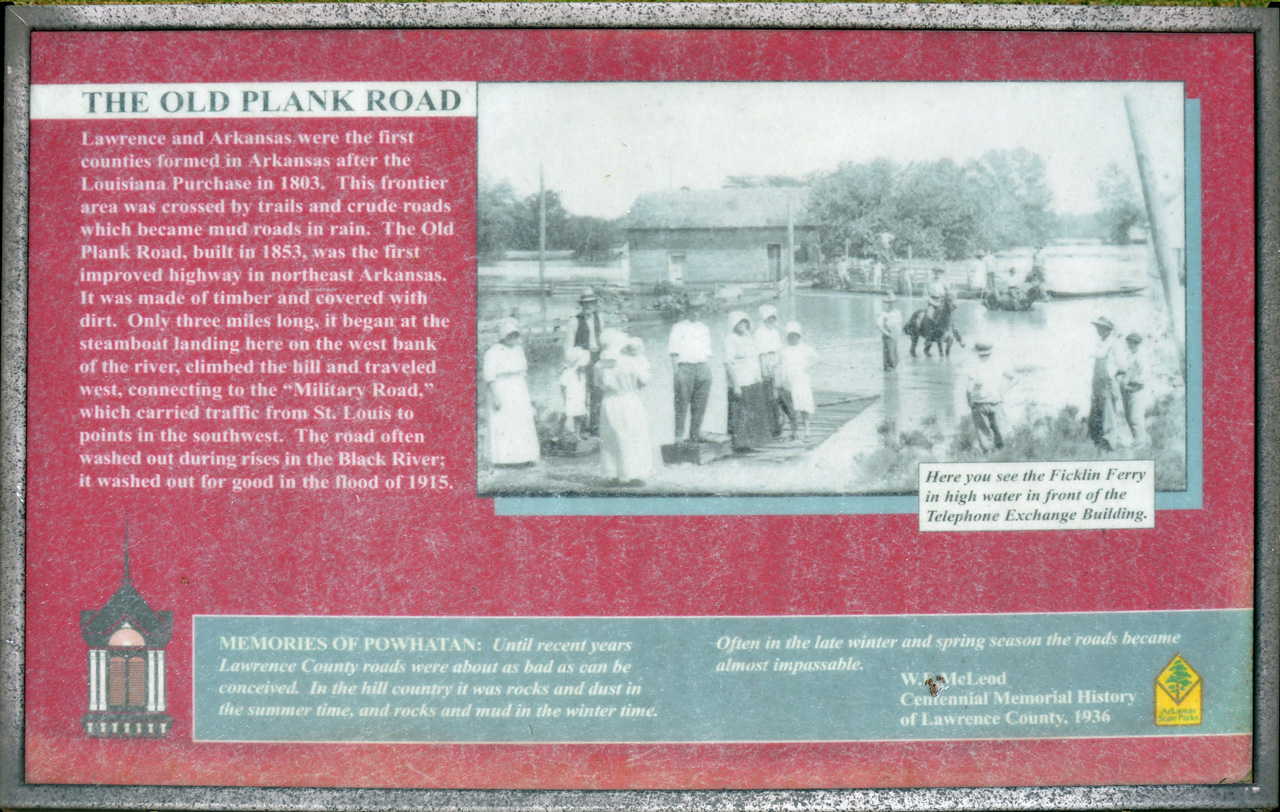 THE OLD PLANK ROAD
Lawrence and Arkansas were the first
counties formed in Arkansas after the
Louisiana Purchase in 1803. This frontier
area was crossed by trails and crude roads
which became mud roads in rain. The Old
Plank Road, built in 1853, was the first
improved highway in northeast Arkansas.
It was made of timber and covered with
dirt. Only three miles long, it began at the
steamboat landing here on the west bank
of the river, climbed the hill and traveled
west, connecting to the “Military Road,”
which carried traffic from St. Louis to
points in the southwest. The road often
washed out during rises in the Black River;
it washed out for good in the flood of 1915.
Here you see the Ficklin Ferry
in high water in front of the
Telephone Exchange Building.
MEMORIES OF POWHATAN: Until recent years
Lawrence County roads were about as bad as can be
conceived. In the hill country it was rocks and dust in
the summer time, and rocks and mud in the winter time.
Often in the late winter and spring season the roads became
almost impassable.
W. McLeod
Centennial Memorial History
of Lawrence County, 1936
Arkansas
State Parks